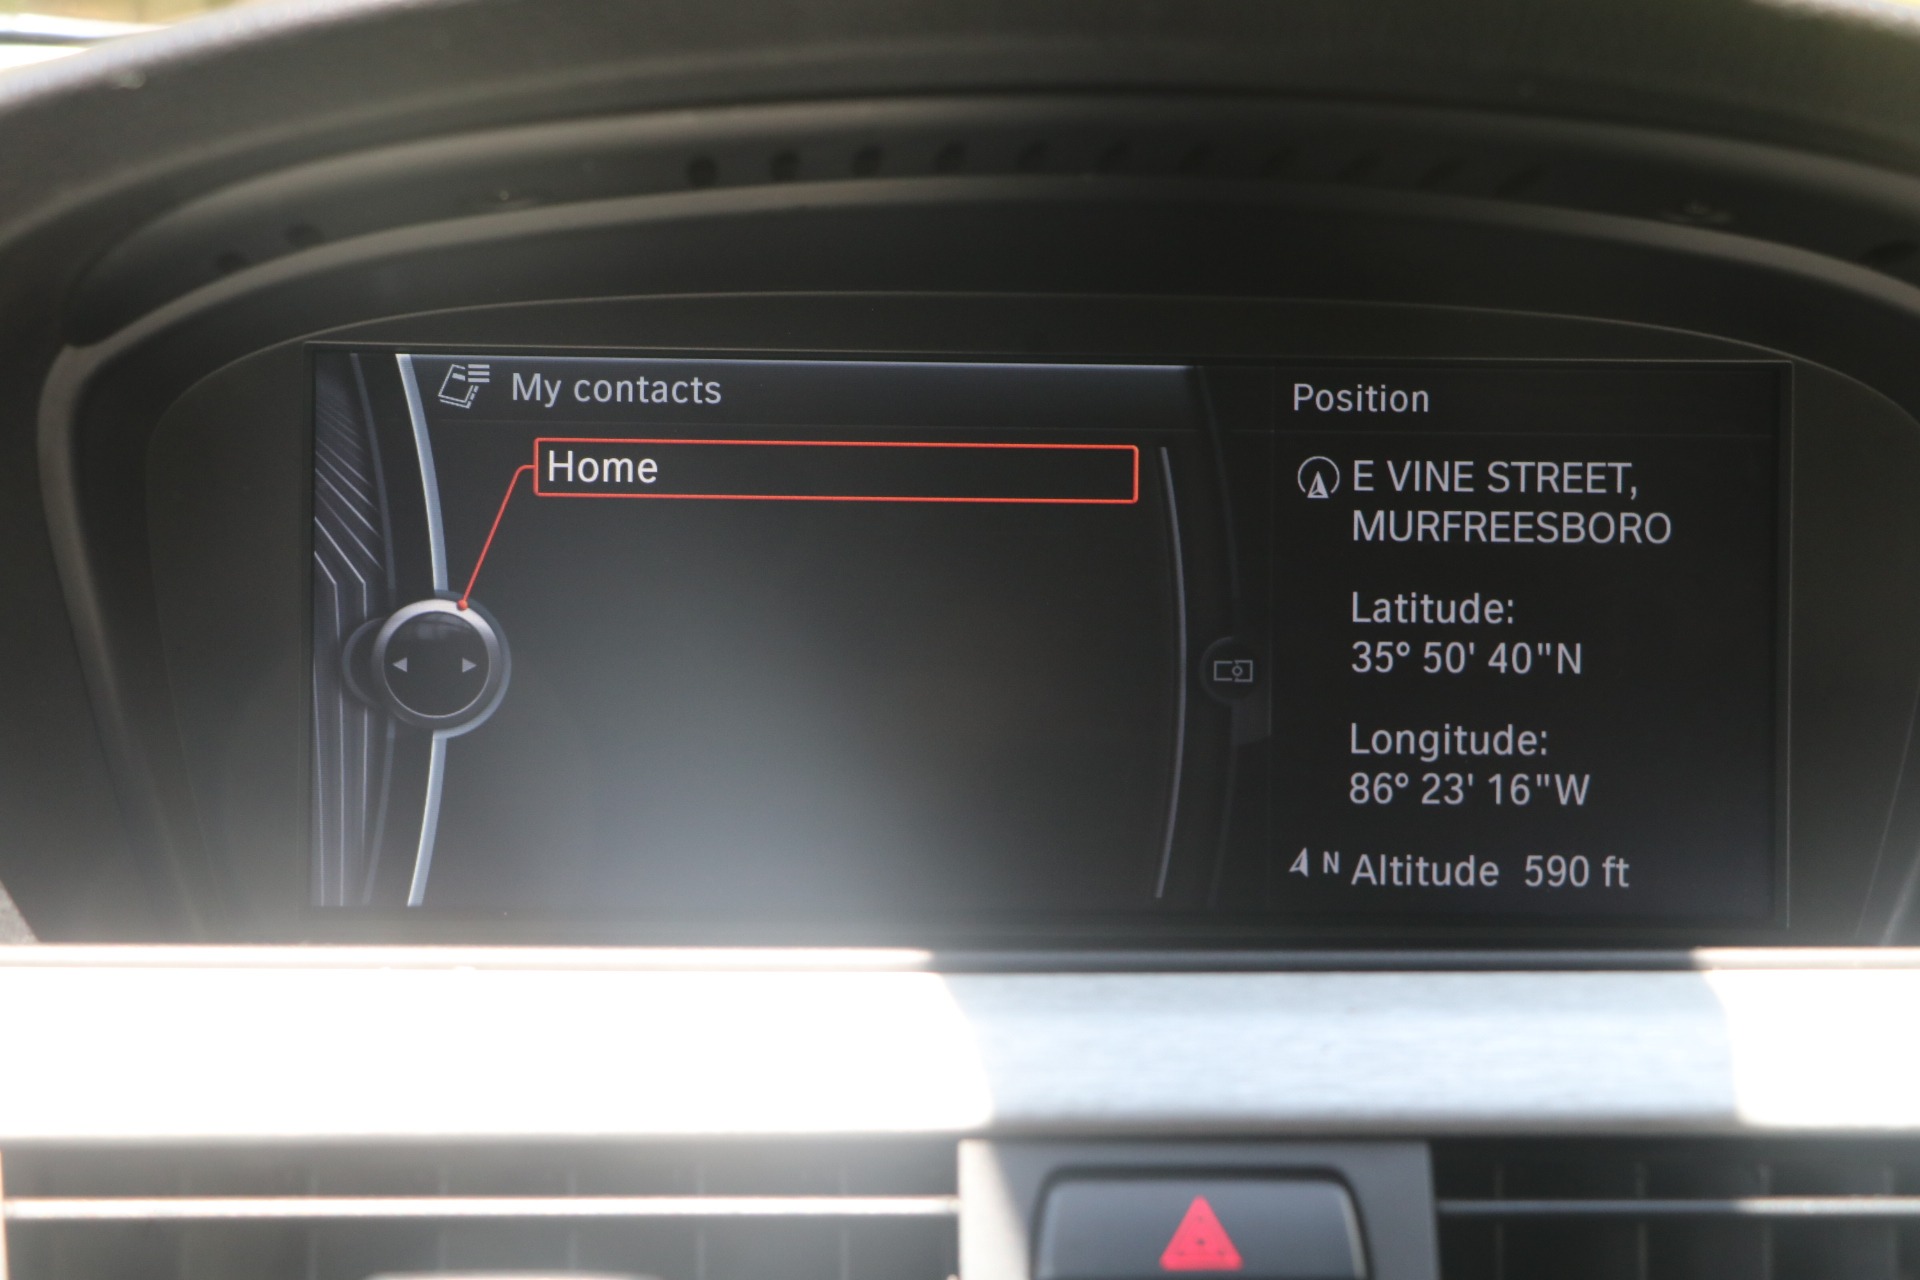 My contacts
Home
Position
E VINE STREET,
MURFREESBORO
Latitude:
35° 50' 40"N
Longitude:
86° 23' 16"W
N Altitude 590 ft